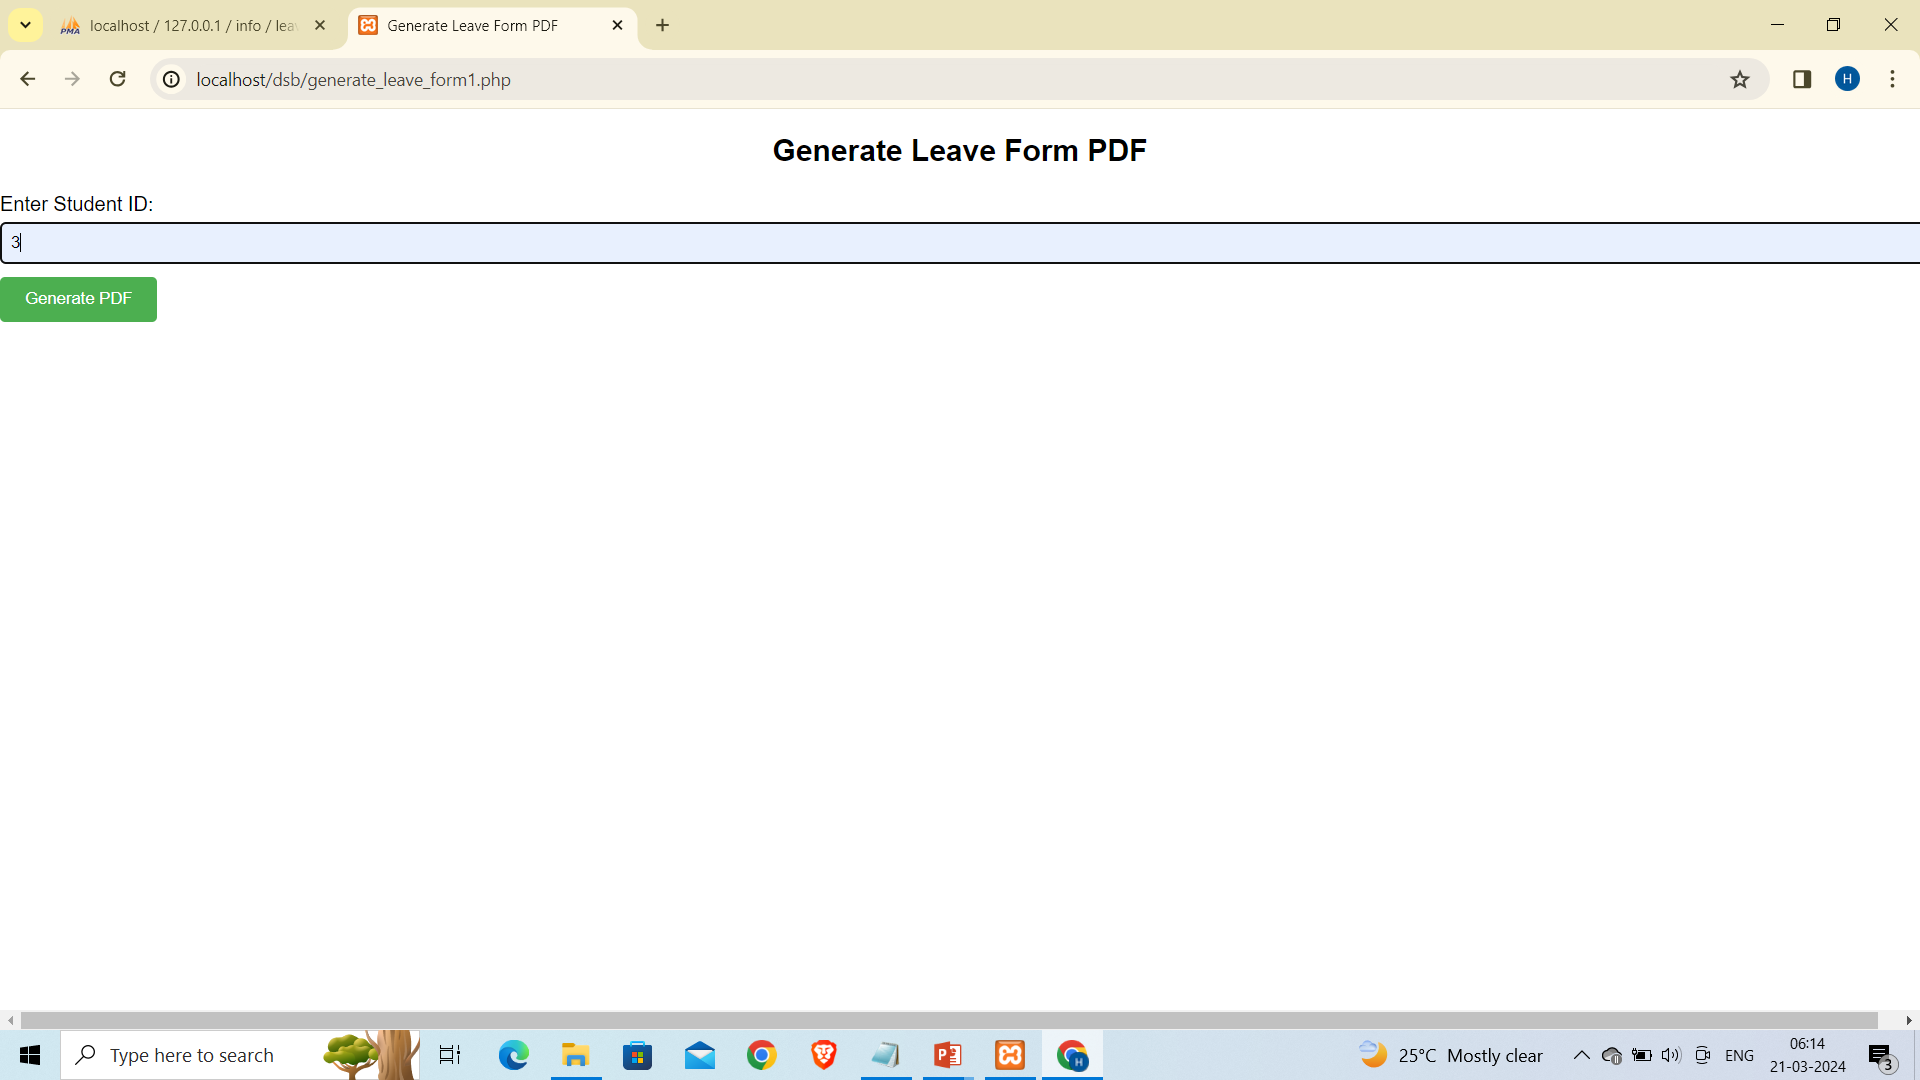 PMA localhost / 127.0.0.1 / info / lea
Generate Leave Form PDF
localhost/dsb/generate_leave_form1.php
H
Generate Leave Form PDF
Enter Student ID:
3
Generate PDF
Type here to search
H
25°C Mostly clear
ENG
06:14
21-03-2024
3